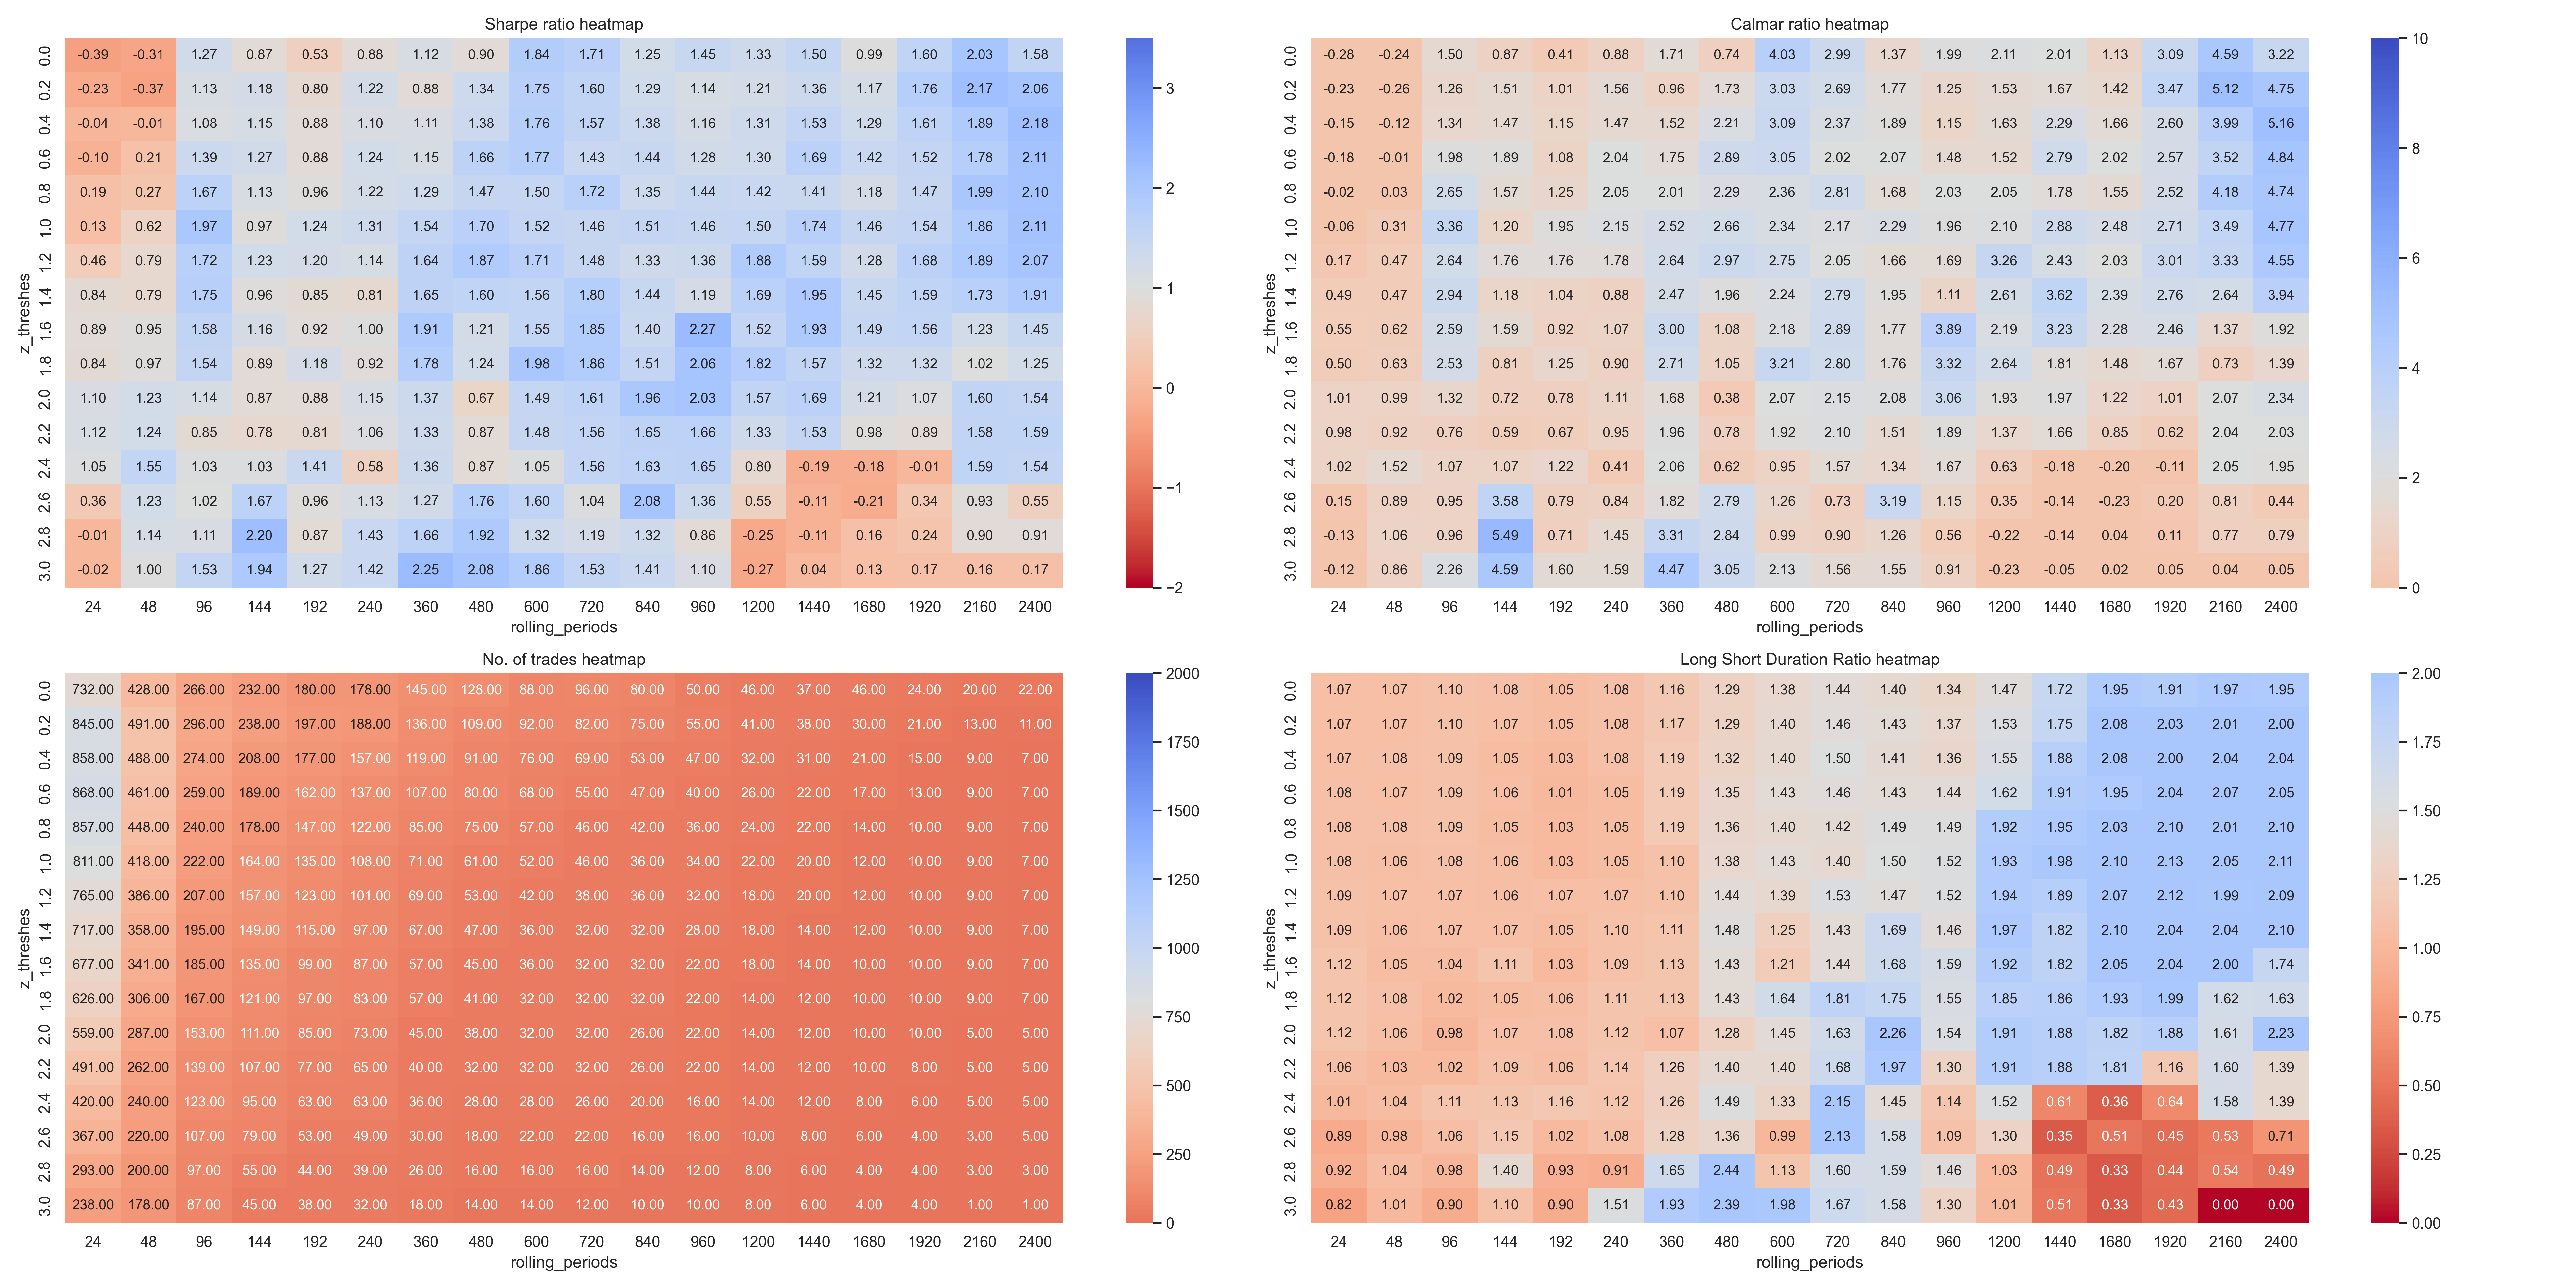 Sharpe ratio heatmap
z_threshes
0.0 -0.39 -0.31 1.27 0.87 0.53 0.88 1.12 0.90 1.84 1.71 1.25 1.45 1.33 1.50 0.99 1.60 2.03 1.58
0.2 -0.23 -0.37 1.13 1.18 0.80 1.22 0.88 1.34 1.75 1.60 1.29 1.14 1.21 1.36 1.17 1.76 2.17 2.06
0.4 -0.04 -0.01 1.08 1.15 0.88 1.10 1.11 1.38 1.76 1.57 1.38 1.16 1.31 1.53 1.29 1.61 1.89 2.18
0.6 -0.10 0.21 1.39 1.27 0.88 1.24 1.15 1.66 1.77 1.43 1.44 1.28 1.30 1.69 1.42 1.52 1.78 2.11
0.8 0.19 0.27 1.67 1.13 0.96 1.22 1.29 1.47 1.50 1.72 1.35 1.44 1.42 1.41 1.18 1.47 1.99 2.10
1.0 0.13 0.62 1.97 0.97 1.24 1.31 1.54 1.70 1.52 1.46 1.51 1.46 1.50 1.74 1.46 1.54 1.86 2.11
1.2 0.46 0.79 1.72 1.23 1.20 1.14 1.64 1.87 1.71 1.48 1.33 1.36 1.88 1.59 1.28 1.68 1.89 2.07
1.4 0.84 0.79 1.75 0.96 0.85 0.81 1.65 1.60 1.56 1.80 1.44 1.19 1.69 1.95 1.45 1.59 1.73 1.91
1.6 0.89 0.95 1.58 1.16 0.92 1.00 1.91 1.21 1.55 1.85 1.40 2.27 1.52 1.93 1.49 1.56 1.23 1.45
1.8 0.84 0.97 1.54 0.89 1.18 0.92 1.78 1.24 1.98 1.86 1.51 2.06 1.82 1.57 1.32 1.32 1.02 1.25
2.0 1.10 1.23 1.14 0.87 0.88 1.15 1.37 0.67 1.49 1.61 1.96 2.03 1.57 1.69 1.21 1.07 1.60 1.54
2.2 1.12 1.24 0.85 0.78 0.81 1.06 1.33 0.87 1.48 1.56 1.65 1.66 1.33 1.53 0.98 0.89 1.58 1.59
2.4 1.05 1.55 1.03 1.03 1.41 0.58 1.36 0.87 1.05 1.56 1.63 1.65 0.80 -0.19 -0.18 -0.01 1.59 1.54
2.6 0.36 1.23 1.02 1.67 0.96 1.13 1.27 1.76 1.60 1.04 2.08 1.36 0.55 -0.11 -0.21 0.34 0.93 0.55
2.8 -0.01 1.14 1.11 2.20 0.87 1.43 1.66 1.92 1.32 1.19 1.32 0.86 -0.25 -0.11 0.16 0.24 0.90 0.91
3.0 -0.02 1.00 1.53 1.94 1.27 1.42 2.25 2.08 1.86 1.53 1.41 1.10 -0.27 0.04 0.13 0.17 0.16 0.17
24 48 96 144 192 240 360 480 600 720 840 960 1200 1440 1680 1920 2160 2400
rolling_periods
3
2
1
0
−1
−2
Calmar ratio heatmap
z_threshes
0.0 -0.28 -0.24 1.50 0.87 0.41 0.88 1.71 0.74 4.03 2.99 1.37 1.99 2.11 2.01 1.13 3.09 4.59 3.22
0.2 -0.23 -0.26 1.26 1.51 1.01 1.56 0.96 1.73 3.03 2.69 1.77 1.25 1.53 1.67 1.42 3.47 5.12 4.75
0.4 -0.15 -0.12 1.34 1.47 1.15 1.47 1.52 2.21 3.09 2.37 1.89 1.15 1.63 2.29 1.66 2.60 3.99 5.16
0.6 -0.18 -0.01 1.98 1.89 1.08 2.04 1.75 2.89 3.05 2.02 2.07 1.48 1.52 2.79 2.02 2.57 3.52 4.84
0.8 -0.02 0.03 2.65 1.57 1.25 2.05 2.01 2.29 2.36 2.81 1.68 2.03 2.05 1.78 1.55 2.52 4.18 4.74
1.0 -0.06 0.31 3.36 1.20 1.95 2.15 2.52 2.66 2.34 2.17 2.29 1.96 2.10 2.88 2.48 2.71 3.49 4.77
1.2 0.17 0.47 2.64 1.76 1.76 1.78 2.64 2.97 2.75 2.05 1.66 1.69 3.26 2.43 2.03 3.01 3.33 4.55
1.4 0.49 0.47 2.94 1.18 1.04 0.88 2.47 1.96 2.24 2.79 1.95 1.11 2.61 3.62 2.39 2.76 2.64 3.94
1.6 0.55 0.62 2.59 1.59 0.92 1.07 3.00 1.08 2.18 2.89 1.77 3.89 2.19 3.23 2.28 2.46 1.37 1.92
1.8 0.50 0.63 2.53 0.81 1.25 0.90 2.71 1.05 3.21 2.80 1.76 3.32 2.64 1.81 1.48 1.67 0.73 1.39
2.0 1.01 0.99 1.32 0.72 0.78 1.11 1.68 0.38 2.07 2.15 2.08 3.06 1.93 1.97 1.22 1.01 2.07 2.34
2.2 0.98 0.92 0.76 0.59 0.67 0.95 1.96 0.78 1.92 2.10 1.51 1.89 1.37 1.66 0.85 0.62 2.04 2.03
2.4 1.02 1.52 1.07 1.07 1.22 0.41 2.06 0.62 0.95 1.57 1.34 1.67 0.63 -0.18 -0.20 -0.11 2.05 1.95
2.6 0.15 0.89 0.95 3.58 0.79 0.84 1.82 2.79 1.26 0.73 3.19 1.15 0.35 -0.14 -0.23 0.20 0.81 0.44
2.8 -0.13 1.06 0.96 5.49 0.71 1.45 3.31 2.84 0.99 0.90 1.26 0.56 -0.22 -0.14 0.04 0.11 0.77 0.79
3.0 -0.12 0.86 2.26 4.59 1.60 1.59 4.47 3.05 2.13 1.56 1.55 0.91 -0.23 -0.05 0.02 0.05 0.04 0.05
24 48 96 144 192 240 360 480 600 720 840 960 1200 1440 1680 1920 2160 2400
rolling_periods
10
8
6
4
2
0
No. of trades heatmap
z_threshes
0.0 732.00 428.00 266.00 232.00 180.00 178.00 145.00 128.00 88.00 96.00 80.00 50.00 46.00 37.00 46.00 24.00 20.00 22.00
0.2 845.00 491.00 296.00 238.00 197.00 188.00 136.00 109.00 92.00 82.00 75.00 55.00 41.00 38.00 30.00 21.00 13.00 11.00
0.4 858.00 488.00 274.00 208.00 177.00 157.00 119.00 91.00 76.00 69.00 53.00 47.00 32.00 31.00 21.00 15.00 9.00 7.00
0.6 868.00 461.00 259.00 189.00 162.00 137.00 107.00 80.00 68.00 55.00 47.00 40.00 26.00 22.00 17.00 13.00 9.00 7.00
0.8 857.00 448.00 240.00 178.00 147.00 122.00 85.00 75.00 57.00 46.00 42.00 36.00 24.00 22.00 14.00 10.00 9.00 7.00
1.0 811.00 418.00 222.00 164.00 135.00 108.00 71.00 61.00 52.00 46.00 36.00 34.00 22.00 20.00 12.00 10.00 9.00 7.00
1.2 765.00 386.00 207.00 157.00 123.00 101.00 69.00 53.00 42.00 38.00 36.00 32.00 18.00 20.00 12.00 10.00 9.00 7.00
1.4 717.00 358.00 195.00 149.00 115.00 97.00 67.00 47.00 36.00 32.00 32.00 28.00 18.00 14.00 12.00 10.00 9.00 7.00
1.6 677.00 341.00 185.00 135.00 99.00 87.00 57.00 45.00 36.00 32.00 32.00 22.00 18.00 14.00 10.00 10.00 9.00 7.00
1.8 626.00 306.00 167.00 121.00 97.00 83.00 57.00 41.00 32.00 32.00 32.00 22.00 14.00 12.00 10.00 10.00 9.00 7.00
2.0 559.00 287.00 153.00 111.00 85.00 73.00 45.00 38.00 32.00 32.00 26.00 22.00 14.00 12.00 10.00 10.00 5.00 5.00
2.2 491.00 262.00 139.00 107.00 77.00 65.00 40.00 32.00 32.00 32.00 26.00 22.00 14.00 12.00 10.00 8.00 5.00 5.00
2.4 420.00 240.00 123.00 95.00 63.00 63.00 36.00 28.00 28.00 26.00 20.00 16.00 14.00 12.00 8.00 6.00 5.00 5.00
2.6 367.00 220.00 107.00 79.00 53.00 49.00 30.00 18.00 22.00 22.00 16.00 16.00 10.00 8.00 6.00 4.00 3.00 5.00
2.8 293.00 200.00 97.00 55.00 44.00 39.00 26.00 16.00 16.00 16.00 14.00 12.00 8.00 6.00 4.00 4.00 3.00 3.00
3.0 238.00 178.00 87.00 45.00 38.00 32.00 18.00 14.00 14.00 12.00 10.00 10.00 8.00 6.00 4.00 4.00 1.00 1.00
24 48 96 144 192 240 360 480 600 720 840 960 1200 1440 1680 1920 2160 2400
rolling_periods
2000
1750
1500
1250
1000
750
500
250
0
Long Short Duration Ratio heatmap
z_threshes
0.0 1.07 1.07 1.10 1.08 1.05 1.08 1.16 1.29 1.38 1.44 1.40 1.34 1.47 1.72 1.95 1.91 1.97 1.95
0.2 1.07 1.07 1.10 1.07 1.05 1.08 1.17 1.29 1.40 1.46 1.43 1.37 1.53 1.75 2.08 2.03 2.01 2.00
0.4 1.07 1.08 1.09 1.05 1.03 1.08 1.19 1.32 1.40 1.50 1.41 1.36 1.55 1.88 2.08 2.00 2.04 2.04
0.6 1.08 1.07 1.09 1.06 1.01 1.05 1.19 1.35 1.43 1.46 1.43 1.44 1.62 1.91 1.95 2.04 2.07 2.05
0.8 1.08 1.08 1.09 1.05 1.03 1.05 1.19 1.36 1.40 1.42 1.49 1.49 1.92 1.95 2.03 2.10 2.01 2.10
1.0 1.08 1.06 1.06 1.06 1.03 1.05 1.10 1.38 1.43 1.40 1.50 1.52 1.93 1.98 2.10 2.13 2.05 2.11
1.2 1.09 1.07 1.07 1.06 1.07 1.07 1.10 1.44 1.39 1.53 1.47 1.52 1.94 1.89 2.07 2.12 1.99 2.09
1.4 1.09 1.06 1.07 1.07 1.05 1.10 1.11 1.48 1.25 1.43 1.69 1.46 1.97 1.82 2.10 2.04 2.04 2.10
1.6 1.12 1.05 1.04 1.11 1.03 1.09 1.13 1.43 1.21 1.44 1.68 1.59 1.92 1.82 2.05 2.04 2.00 1.74
1.8 1.12 1.08 1.02 1.05 1.06 1.11 1.13 1.43 1.64 1.81 1.75 1.55 1.85 1.86 1.93 1.99 1.62 1.63
2.0 1.12 1.06 0.98 1.07 1.08 1.12 1.07 1.28 1.45 1.63 2.26 1.54 1.91 1.88 1.82 1.88 1.61 2.23
2.2 1.06 1.03 1.02 1.09 1.06 1.14 1.26 1.40 1.40 1.68 1.97 1.30 1.91 1.88 1.81 1.16 1.60 1.39
2.4 1.01 1.04 1.11 1.13 1.16 1.12 1.26 1.49 1.33 2.15 1.45 1.14 1.52 0.61 0.36 0.64 1.58 1.39
2.6 0.89 0.98 1.06 1.15 1.02 1.08 1.28 1.36 0.99 2.13 1.58 1.09 1.30 0.35 0.51 0.45 0.53 0.71
2.8 0.92 1.04 0.98 1.40 0.93 0.91 1.65 2.44 1.13 1.60 1.59 1.46 1.03 0.49 0.33 0.44 0.54 0.49
3.0 0.82 1.01 0.90 1.10 0.90 1.51 1.93 2.39 1.98 1.67 1.58 1.30 1.01 0.51 0.33 0.43 0.00 0.00
24 48 96 144 192 240 360 480 600 720 840 960 1200 1440 1680 1920 2160 2400
rolling_periods
2.00
1.75
1.50
1.25
1.00
0.75
0.50
0.25
0.00